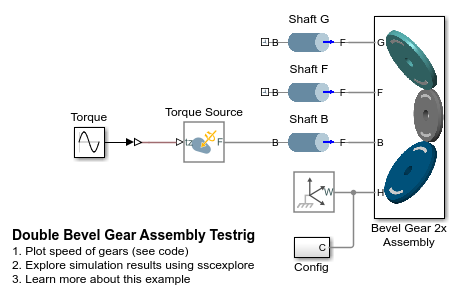 Shaft G
B F G
Shaft F
B F F
Torque
Torque Source
Shaft B
tz F B F B
W H
Bevel Gear 2x
Assembly
C
Config
Double Bevel Gear Assembly Testrig
1. Plot speed of gears (see code)
2. Explore simulation results using sscexplore
3. Learn more about this example